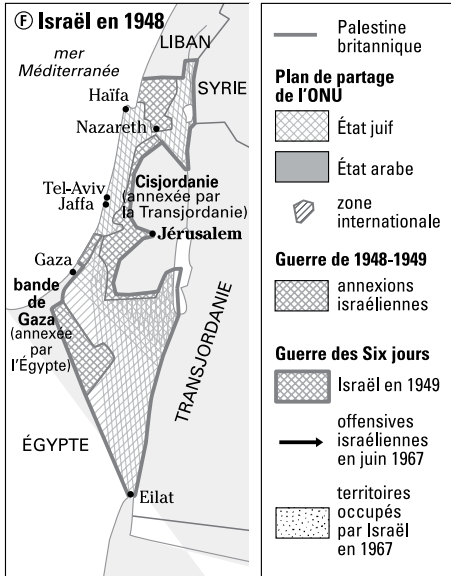 F Israël en 1948
LIBAN
mer
Méditerranée
SYRIE
Haïfa
Nazareth
Cisjordanie
(annexée par
la Transjordanie)
Tel-Aviv
Jaffa
Jérusalem
Gaza
bande
de
Gaza
(annexée
par
l'Égypte)
TRANSJORDANIE
ÉGYPTE
Eilat
Palestine
britannique
Plan de partage
de l'ONU
État juif
État arabe
zone
internationale
Guerre de 1948-1949
annexions
israéliennes
Guerre des Six jours
Israël en 1949
offensives
israéliennes
en juin 1967
territoires
occupés
par Israël
en 1967